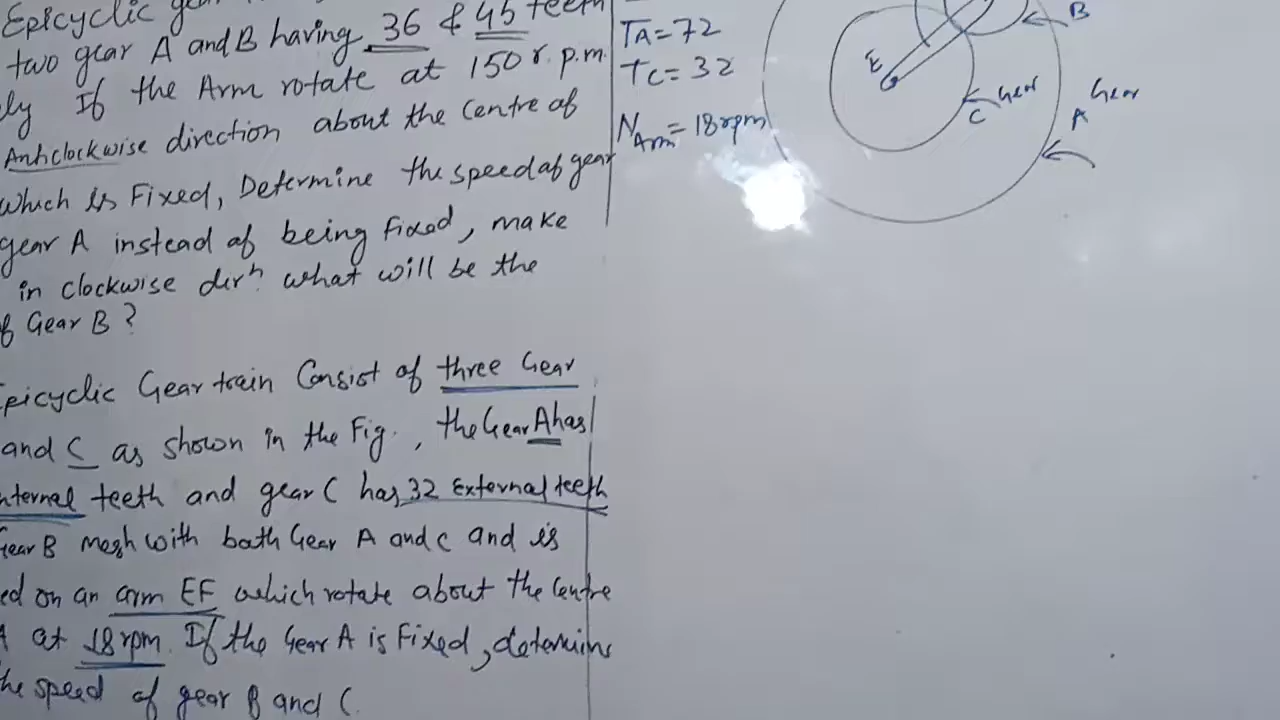 Epicyclic gear
two gear A and B having 36 & 45 teeth
ly If the Arm rotate at 150 r.p.m.
Anticlockwise direction about the Centre of
which is Fixed, Determine the speed of gear
gear A instead of being fixed, make
in clockwise dirⁿ. what will be the
of Gear B?
picyclic Gear train Consist of three Gear
and C as shown in the Fig., the Gear A has
nternal teeth and gear C has 32 External teeth
Gear B mesh with both Gear A and C and is
ed on an arm EF which rotate about the Centre
A at 18 rpm. If the Gear A is Fixed, determine
the speed of gear B and C.
TA = 72
TC = 32
NArm = 18 rpm
B
E
C Gear
A Gear